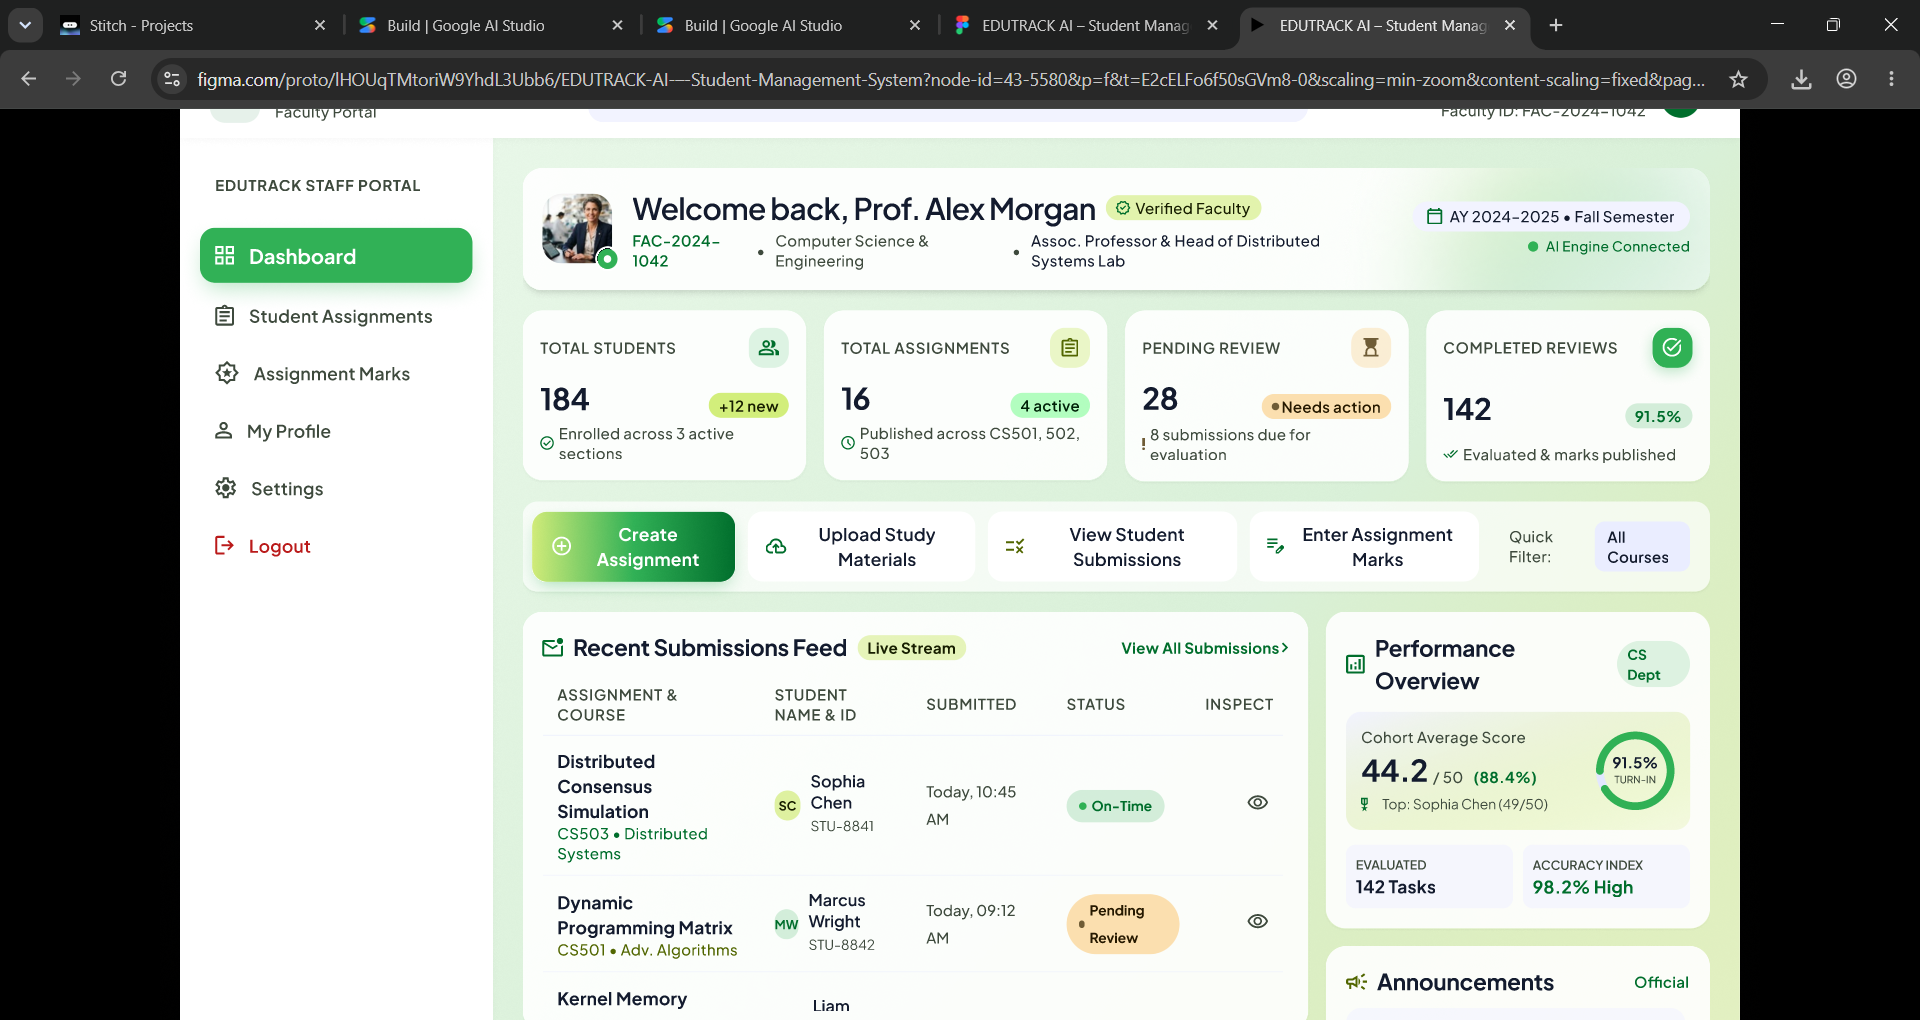 Stitch - Projects
Build | Google AI Studio
Build | Google AI Studio
EDUTRACK AI – Student Manag
EDUTRACK AI – Student Manag
figma.com/proto/lHOUqTMtoriW9YhdL3Ubb6/EDUTRACK-AI-–-Student-Management-System?node-id=43-5580&p=f&t=E2cELFo6f50sGVm8-0&scaling=min-zoom&content-scaling=fixed&pag...
Faculty Portal
Faculty ID: FAC-2024-1042
EDUTRACK STAFF PORTAL
Dashboard
Student Assignments
Assignment Marks
My Profile
Settings
Logout
Welcome back, Prof. Alex Morgan
Verified Faculty
FAC-2024-
1042
•
Computer Science &
Engineering
•
Assoc. Professor & Head of Distributed
Systems Lab
AY 2024-2025 • Fall Semester
AI Engine Connected
TOTAL STUDENTS
184
+12 new
Enrolled across 3 active
sections
TOTAL ASSIGNMENTS
16
4 active
Published across CS501, 502,
503
PENDING REVIEW
28
Needs action
8 submissions due for
evaluation
COMPLETED REVIEWS
142
91.5%
Evaluated & marks published
Create
Assignment
Upload Study
Materials
View Student
Submissions
Enter Assignment
Marks
Quick
Filter:
All
Courses
Recent Submissions Feed
Live Stream
View All Submissions
ASSIGNMENT &
COURSE
STUDENT
NAME & ID
SUBMITTED
STATUS
INSPECT
Distributed
Consensus
Simulation
CS503 • Distributed
Systems
SC
Sophia
Chen
STU-8841
Today, 10:45
AM
On-Time
Dynamic
Programming Matrix
CS501 • Adv. Algorithms
MW
Marcus
Wright
STU-8842
Today, 09:12
AM
Pending
Review
Kernel Memory
Liam
Performance
Overview
CS
Dept
Cohort Average Score
44.2 / 50 (88.4%)
Top: Sophia Chen (49/50)
91.5%
TURN-IN
EVALUATED
142 Tasks
ACCURACY INDEX
98.2% High
Announcements
Official